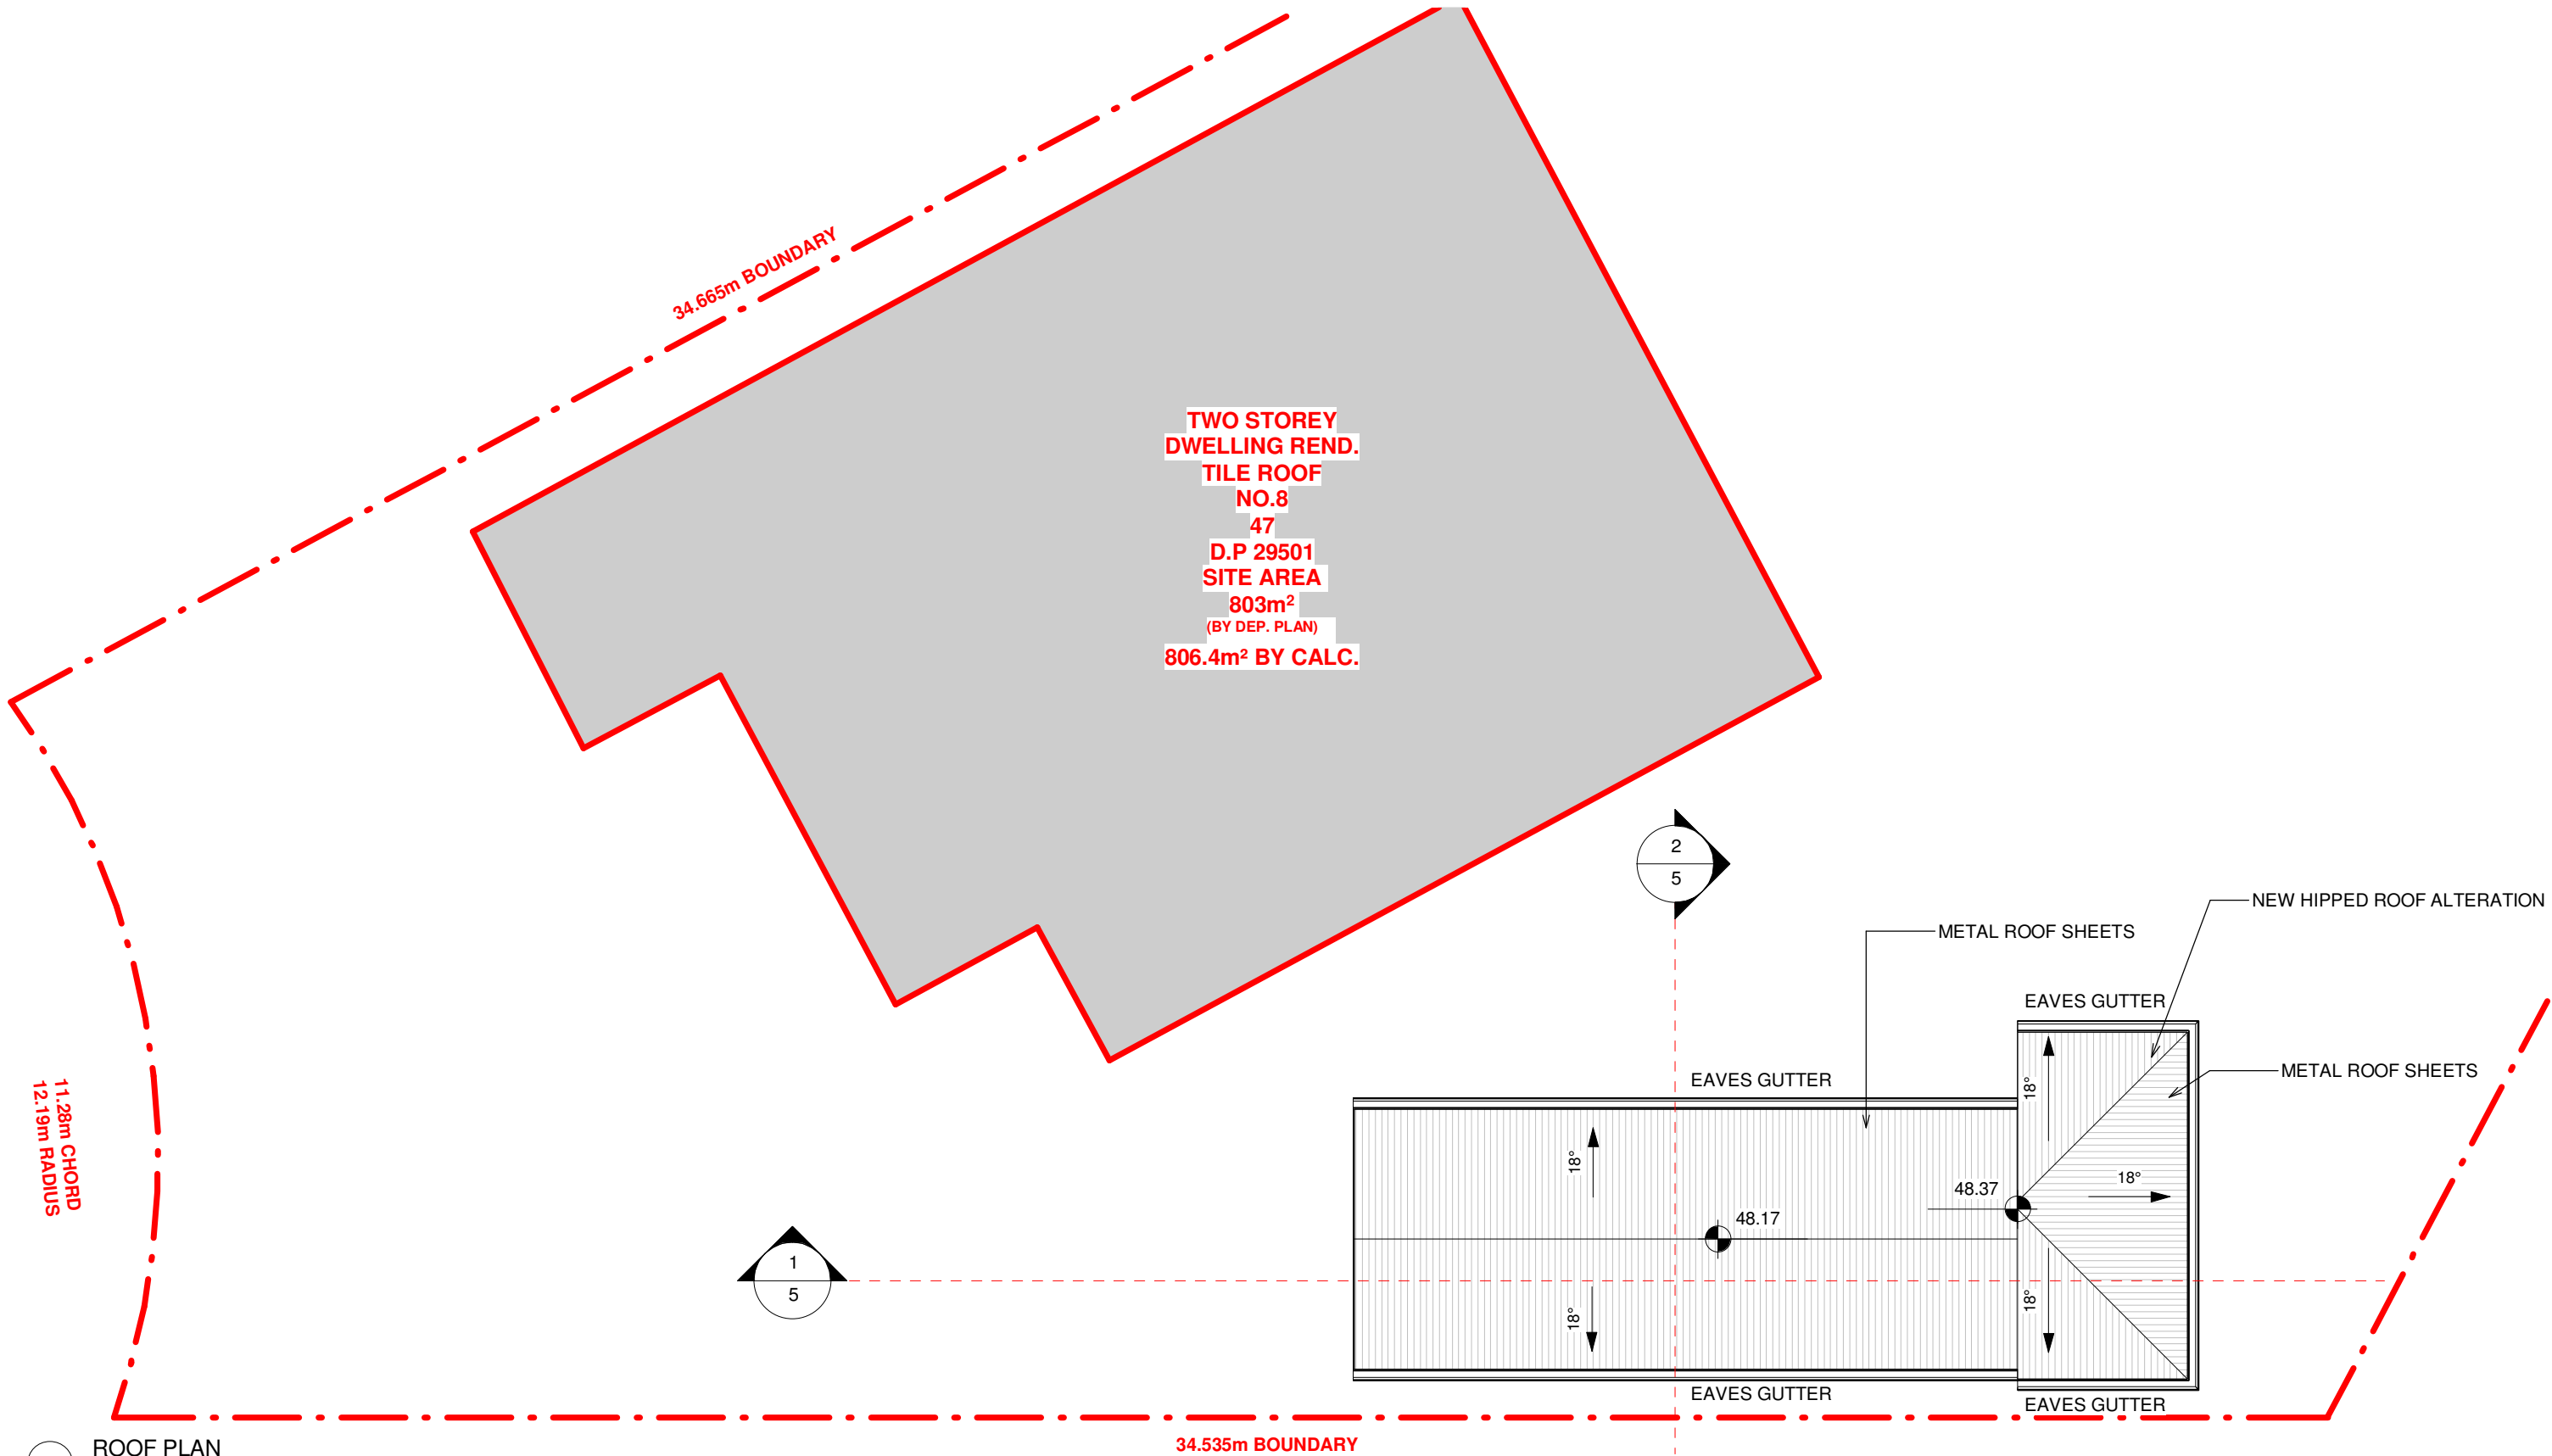 34.665m BOUNDARY
TWO STOREY
DWELLING REND.
TILE ROOF
NO.8
47
D.P 29501
SITE AREA
803m²
(BY DEP. PLAN)
806.4m² BY CALC.
2
5
NEW HIPPED ROOF ALTERATION
METAL ROOF SHEETS
EAVES GUTTER
METAL ROOF SHEETS
EAVES GUTTER
18°
18°
18°
48.37
48.17
11.28m CHORD
12.19m RADIUS
1
5
18°
18°
EAVES GUTTER
EAVES GUTTER
34.535m BOUNDARY
ROOF PLAN